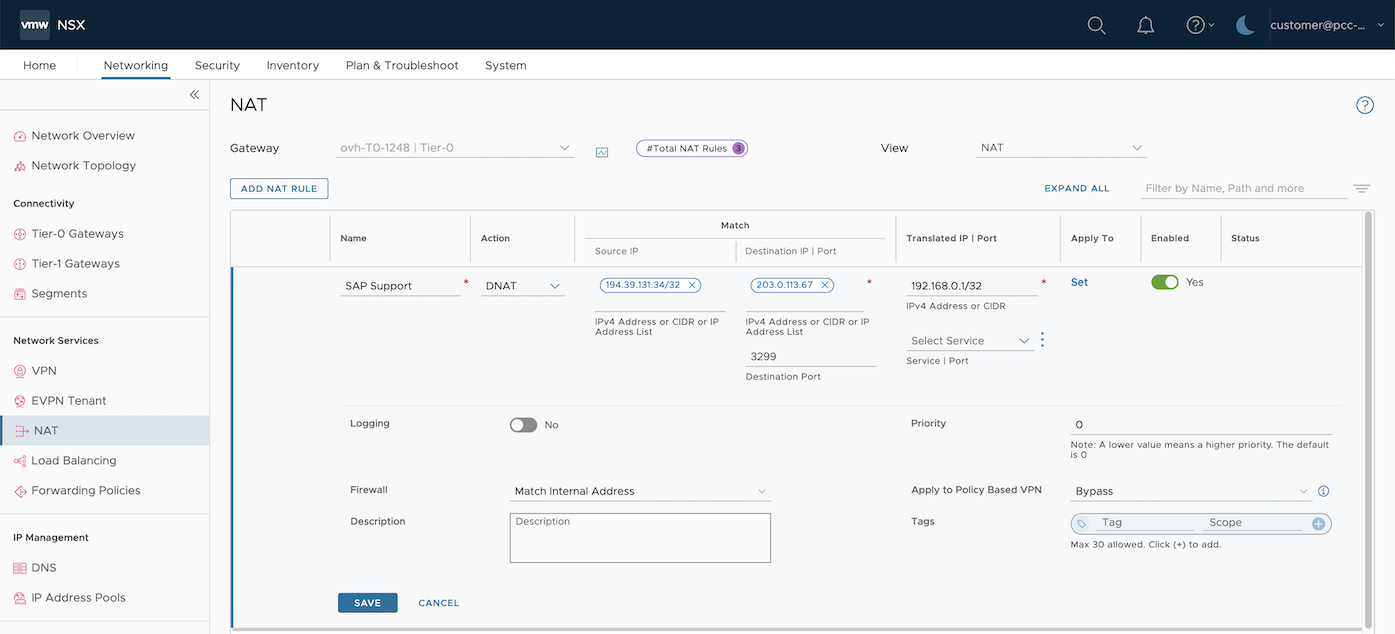 vmw NSX
customer@pcc-...
Home Networking Security Inventory Plan & Troubleshoot System
Network Overview
Network Topology
Connectivity
Tier-0 Gateways
Tier-1 Gateways
Segments
Network Services
VPN
EVPN Tenant
NAT
Load Balancing
Forwarding Policies
IP Management
DNS
IP Address Pools
NAT
Gateway ovh-T0-1248 | Tier-0 #Total NAT Rules 3 View NAT
ADD NAT RULE EXPAND ALL Filter by Name, Path and more
Name Action Match Translated IP | Port Apply To Enabled Status
Source IP Destination IP | Port
SAP Support * DNAT 194.39.131.34/32 203.0.113.67 * 192.168.0.1/32 * Set Yes
IPv4 Address or CIDR or IP
Address List
IPv4 Address or CIDR or IP
Address List
IPv4 Address or CIDR
3299
Destination Port
Select Service
Service | Port
Logging No Priority 0
Note: A lower value means a higher priority. The default
is 0
Firewall Match Internal Address Apply to Policy Based VPN Bypass
Description Description Tags Tag Scope
Max 30 allowed. Click (+) to add.
SAVE CANCEL